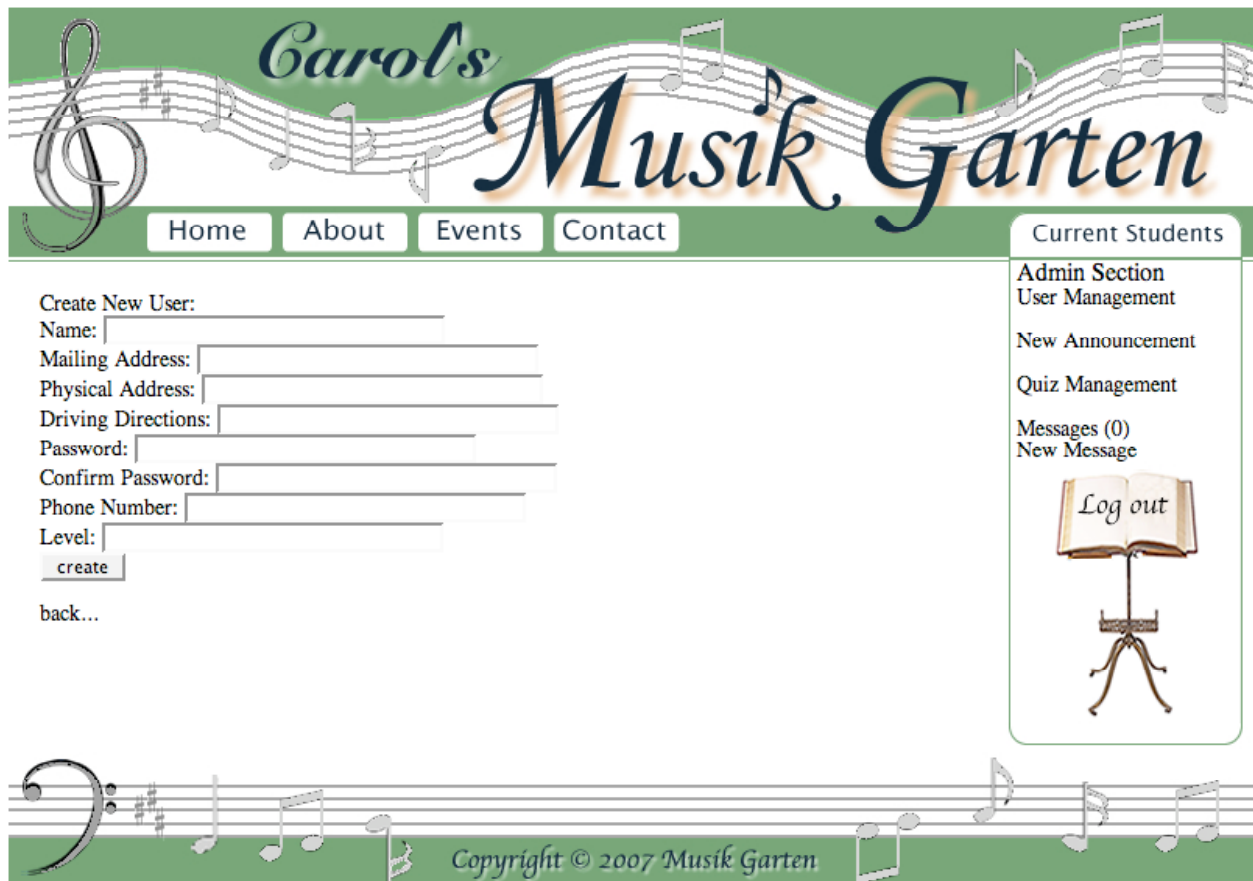 Carol's
Musik Garten
Home About Events Contact
Current Students
Create New User:
Name:
Mailing Address:
Physical Address:
Driving Directions:
Password:
Confirm Password:
Phone Number:
Level:
create
back...
Admin Section
User Management
New Announcement
Quiz Management
Messages (0)
New Message
Log out
Copyright © 2007 Musik Garten